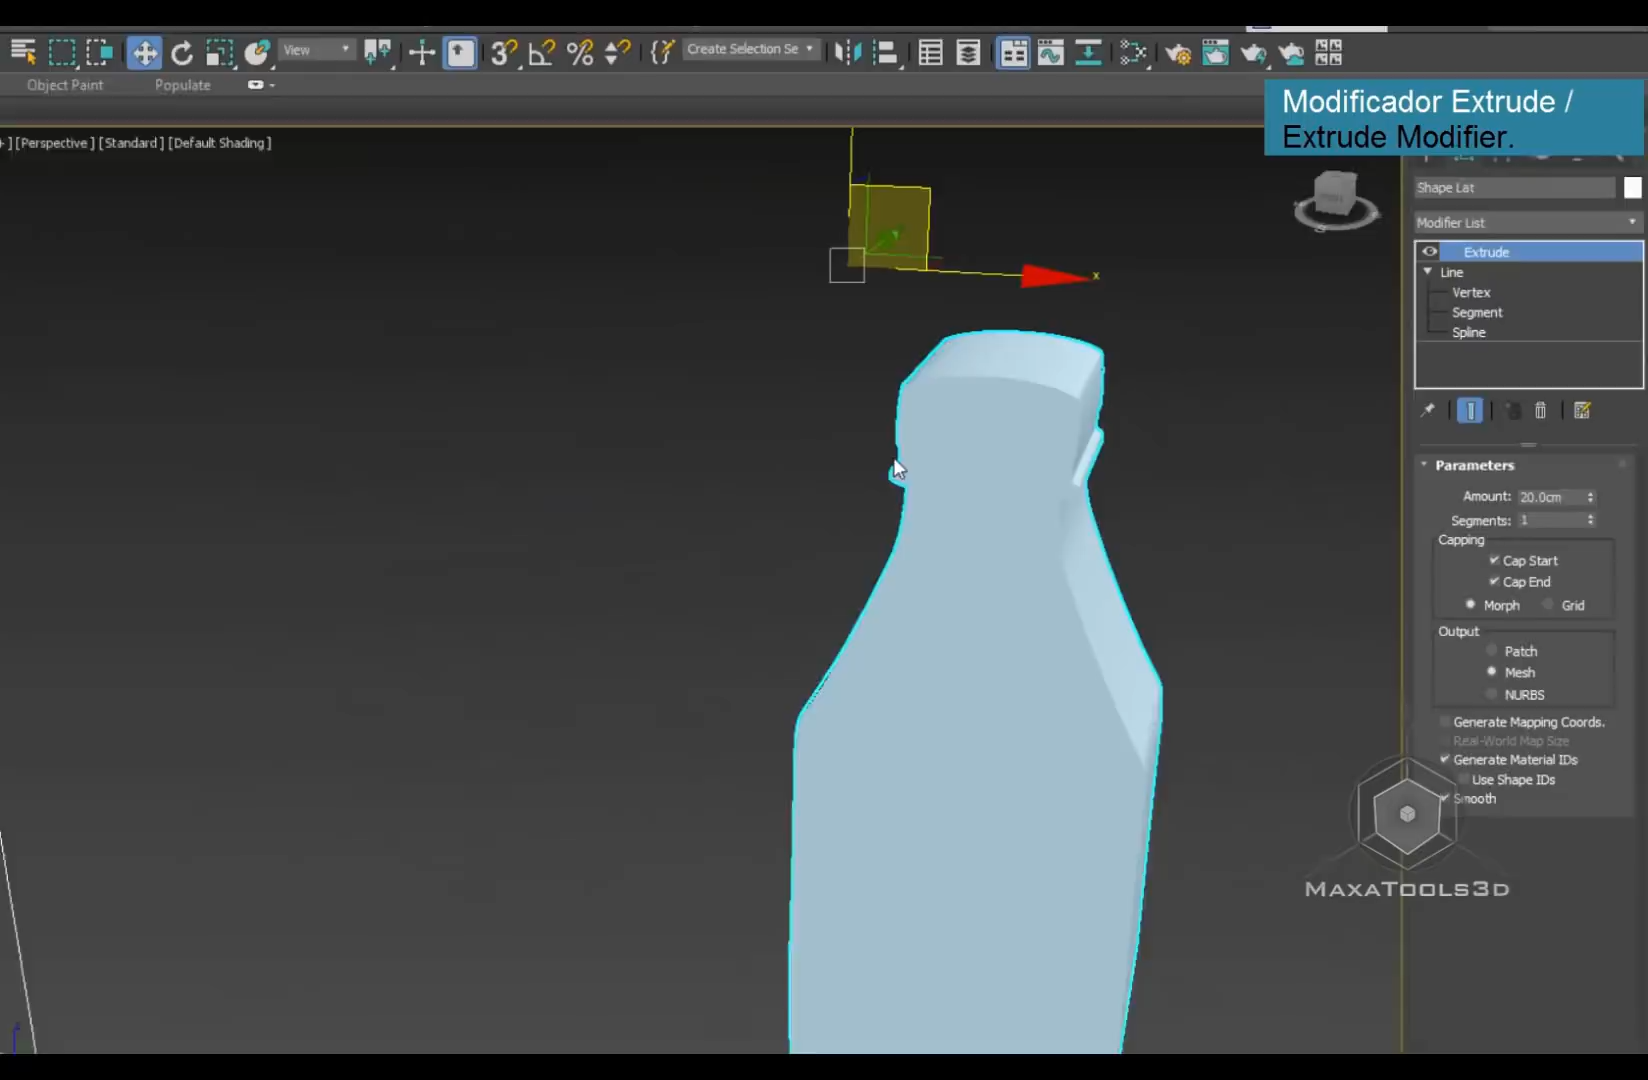 View
3
Create Selection Se
Object Paint
Populate
Modificador Extrude /
Extrude Modifier.
+ ] [Perspective ] [Standard ] [Default Shading ]
Shape Lat
Modifier List
Extrude
Line
Vertex
Segment
Spline
x
Parameters
Amount: 20.0cm
Segments: 1
Capping
Cap Start
Cap End
Morph Grid
Output
Patch
Mesh
NURBS
Generate Mapping Coords.
Real-World Map Size
Generate Material IDs
Use Shape IDs
Smooth
MAXATOOLS3D